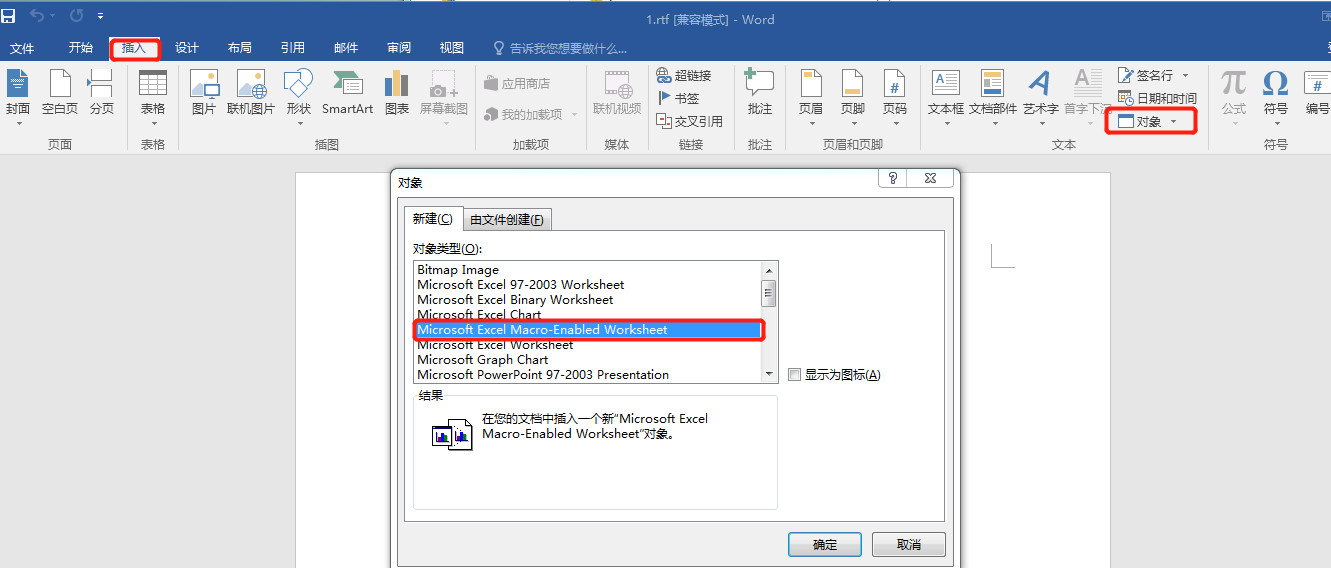 1.rtf [兼容模式] - Word
文件 开始 插入 设计 布局 引用 邮件 审阅 视图 告诉我您想要做什么...
封面 空白页 分页
页面
表格
表格
图片 联机图片 形状 SmartArt 图表 屏幕截图
插图
应用商店
我的加载项
加载项
联机视频
媒体
超链接
书签
交叉引用
链接
批注
批注
页眉 页脚 页码
页眉和页脚
文本框 文档部件 艺术字 首字下沉
签名行
日期和时间
对象
文本
公式 符号 编号
符号
对象
新建(C) 由文件创建(F)
对象类型(O):
Bitmap Image
Microsoft Excel 97-2003 Worksheet
Microsoft Excel Binary Worksheet
Microsoft Excel Chart
Microsoft Excel Macro-Enabled Worksheet
Microsoft Excel Worksheet
Microsoft Graph Chart
Microsoft PowerPoint 97-2003 Presentation
显示为图标(A)
结果
在您的文档中插入一个新“Microsoft Excel
Macro-Enabled Worksheet”对象。
确定 取消